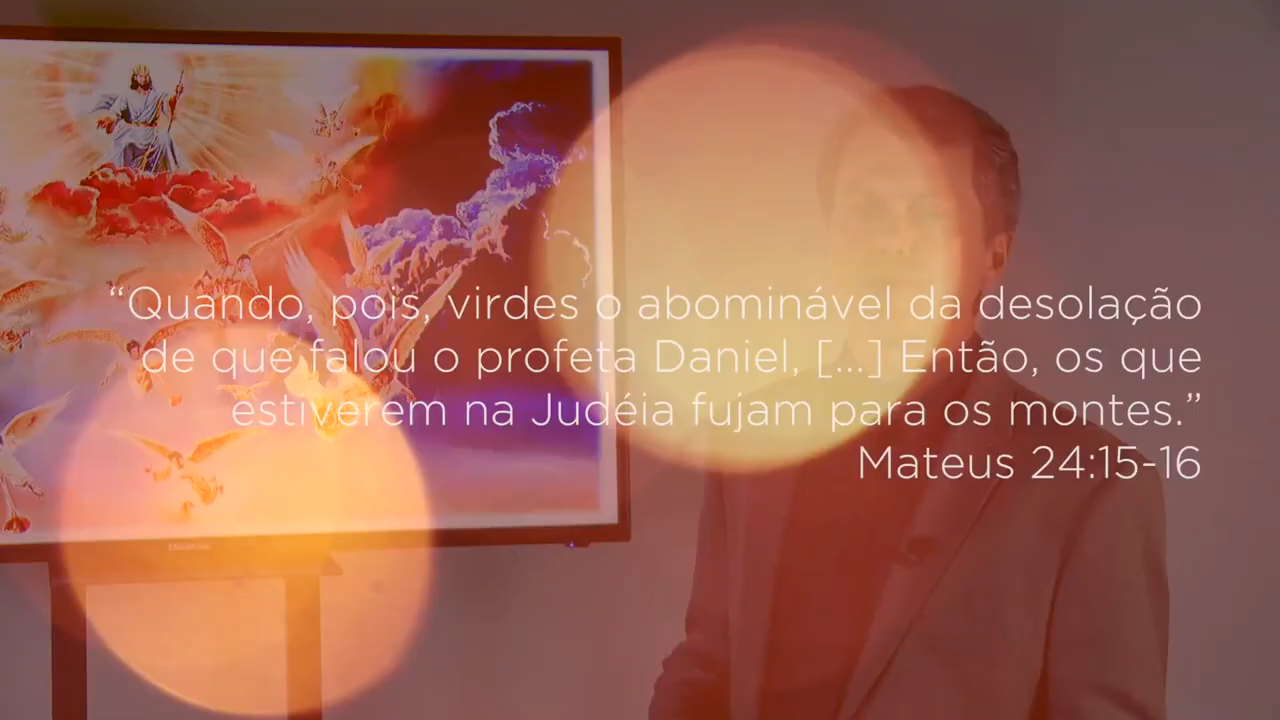 “Quando, pois, virdes o abominável da desolação
de que falou o profeta Daniel, [...] Então, os que
estiverem na Judéia fujam para os montes.”
Mateus 24:15-16